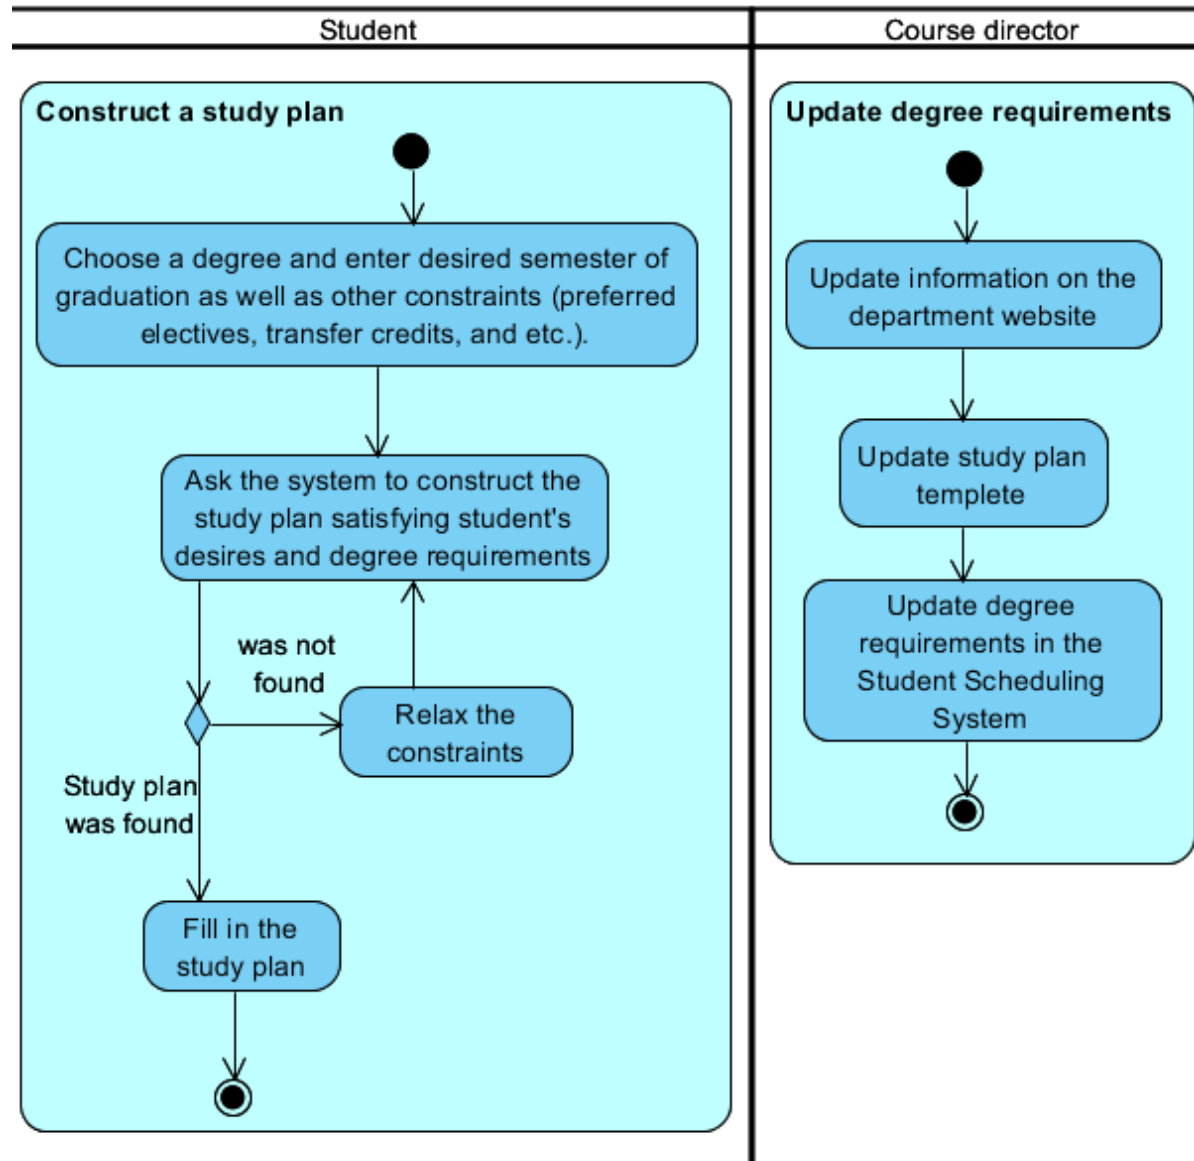 Student
Course director
Construct a study plan
Choose a degree and enter desired semester of
graduation as well as other constraints (preferred
electives, transfer credits, and etc.).
Ask the system to construct the
study plan satisfying student's
desires and degree requirements
was not
found
Relax the
constraints
Study plan
was found
Fill in the
study plan
Update degree requirements
Update information on the
department website
Update study plan
templete
Update degree
requirements in the
Student Scheduling
System